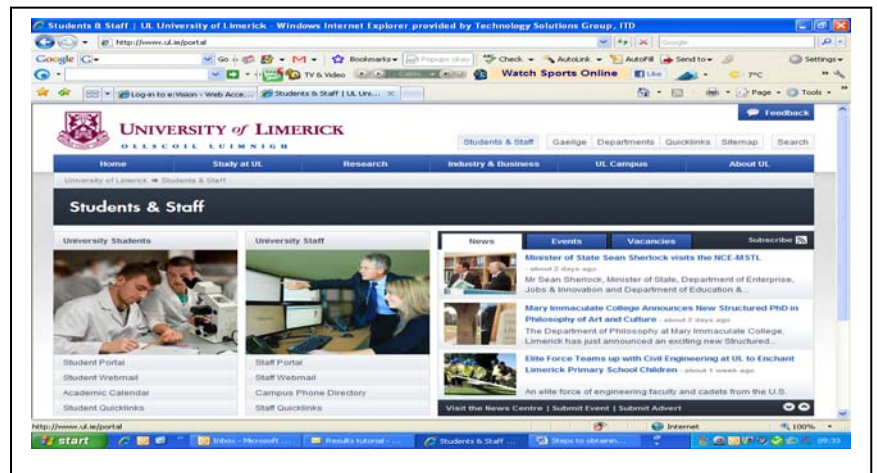 Students & Staff | UL University of Limerick - Windows Internet Explorer provided by Technology Solutions Group, ITD
http://www.ul.ie/portal
Google
Google G Go Bookmarks Popups okay Check AutoLink AutoFill Send to Settings
TV & Video Watch Sports Online Like 7°C
Log-in to e:Vision - Web Acce... Students & Staff | UL Uni... Page Tools
Feedback
UNIVERSITY of LIMERICK
OLLSCOIL LUIMNIGH
Students & Staff Gaeilge Departments Quicklinks Sitemap Search
Home Study at UL Research Industry & Business UL Campus About UL
University of Limerick Students & Staff
Students & Staff
University Students
Student Portal
Student Webmail
Academic Calendar
Student Quicklinks
University Staff
Staff Portal
Staff Webmail
Campus Phone Directory
Staff Quicklinks
News Events Vacancies Subscribe
Minister of State Sean Sherlock visits the NCE-MSTL
- about 2 days ago
Mr Sean Sherlock, Minister of State, Department of Enterprise,
Jobs & Innovation and Department of Education &...
Mary Immaculate College Announces New Structured PhD in
Philosophy of Art and Culture - about 2 days ago
The Department of Philosophy at Mary Immaculate College,
Limerick has just announced an exciting new Structured...
Elite Force Teams up with Civil Engineering at UL to Enchant
Limerick Primary School Children - about 1 week ago
An elite force of engineering faculty and cadets from the U.S.
Visit the News Centre | Submit Event | Submit Advert
http://www.ul.ie/portal Internet 100%
start Inbox - Microsoft ... Results tutorial - ... Students & Staff ... Steps to obtainin... 09:33